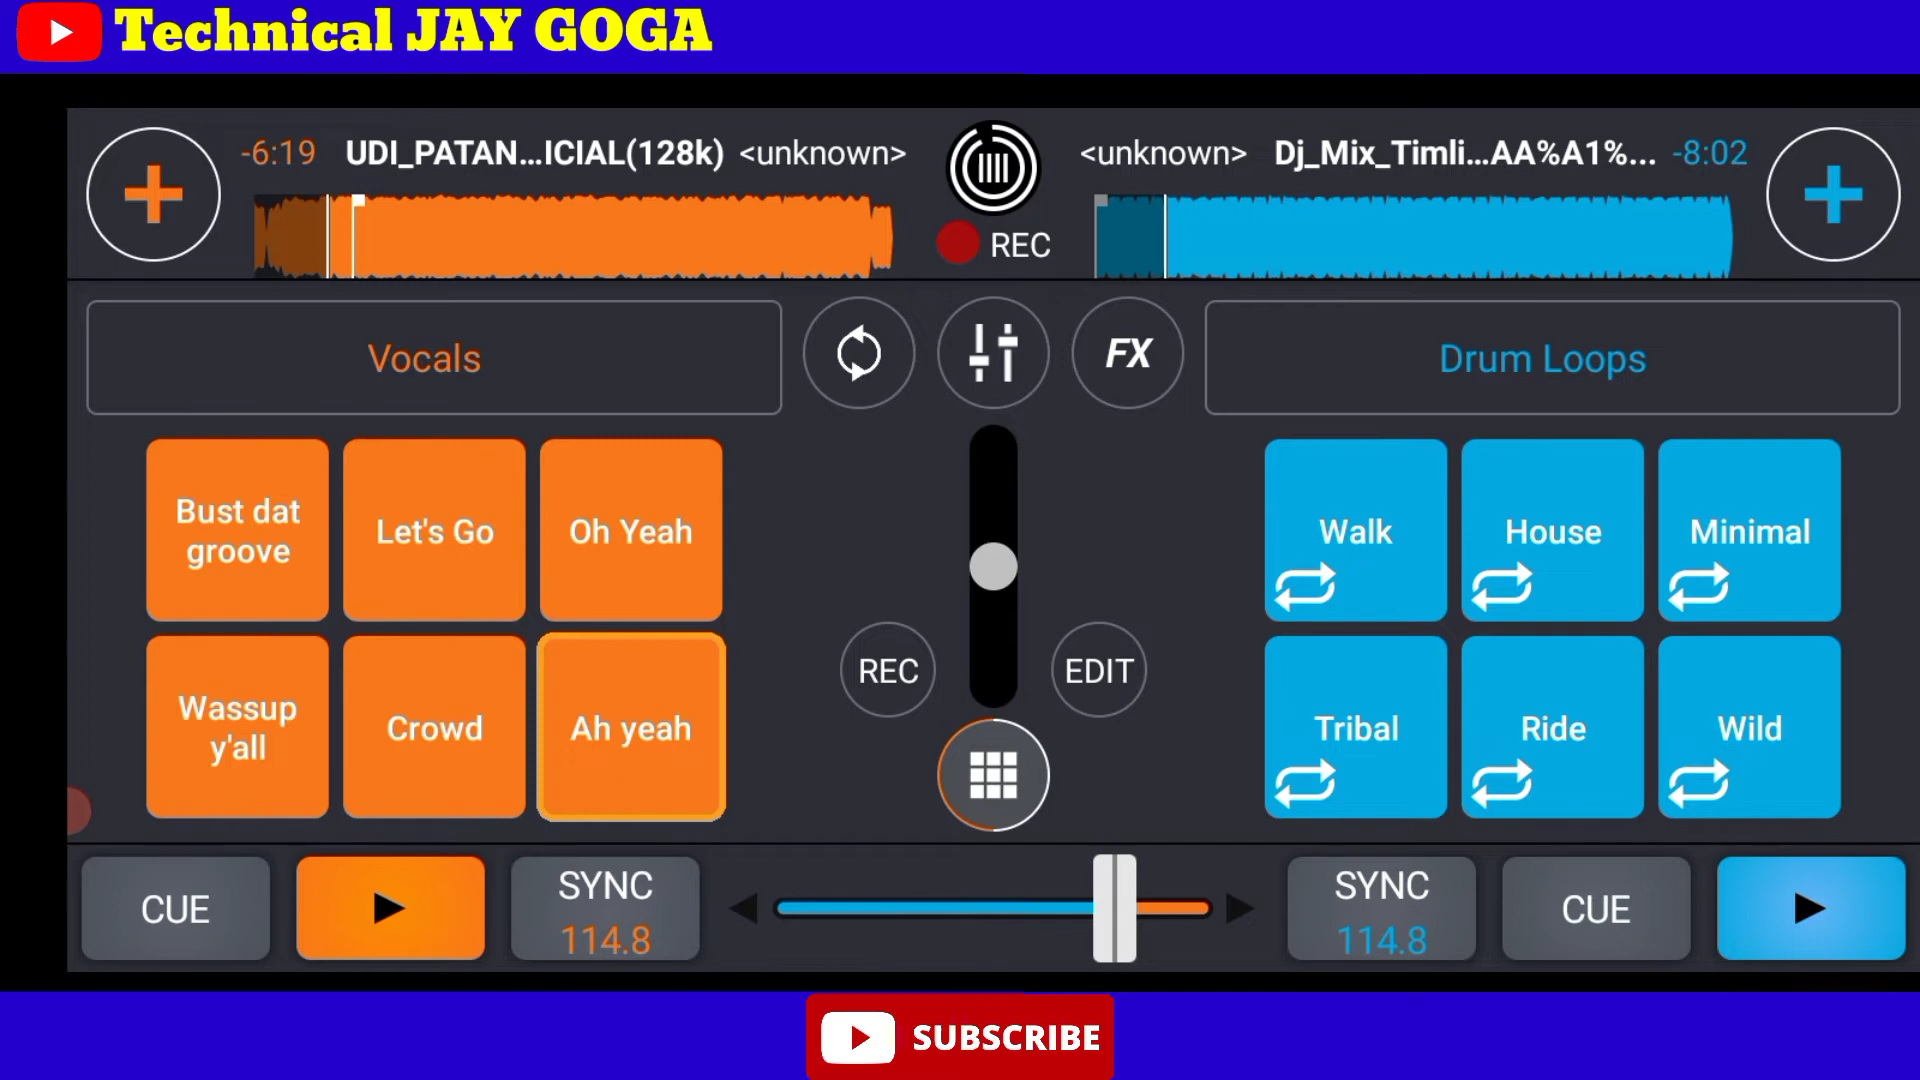 Technical JAY GOGA
-6:19 UDI_PATAN...ICIAL(128k) <unknown>
<unknown> Dj_Mix_Timli...AA%A1%... -8:02
REC
Vocals
FX
Drum Loops
Bust dat
groove
Let's Go
Oh Yeah
Walk
House
Minimal
REC
EDIT
Wassup
y'all
Crowd
Ah yeah
Tribal
Ride
Wild
CUE
SYNC
114.8
SYNC
114.8
CUE
SUBSCRIBE